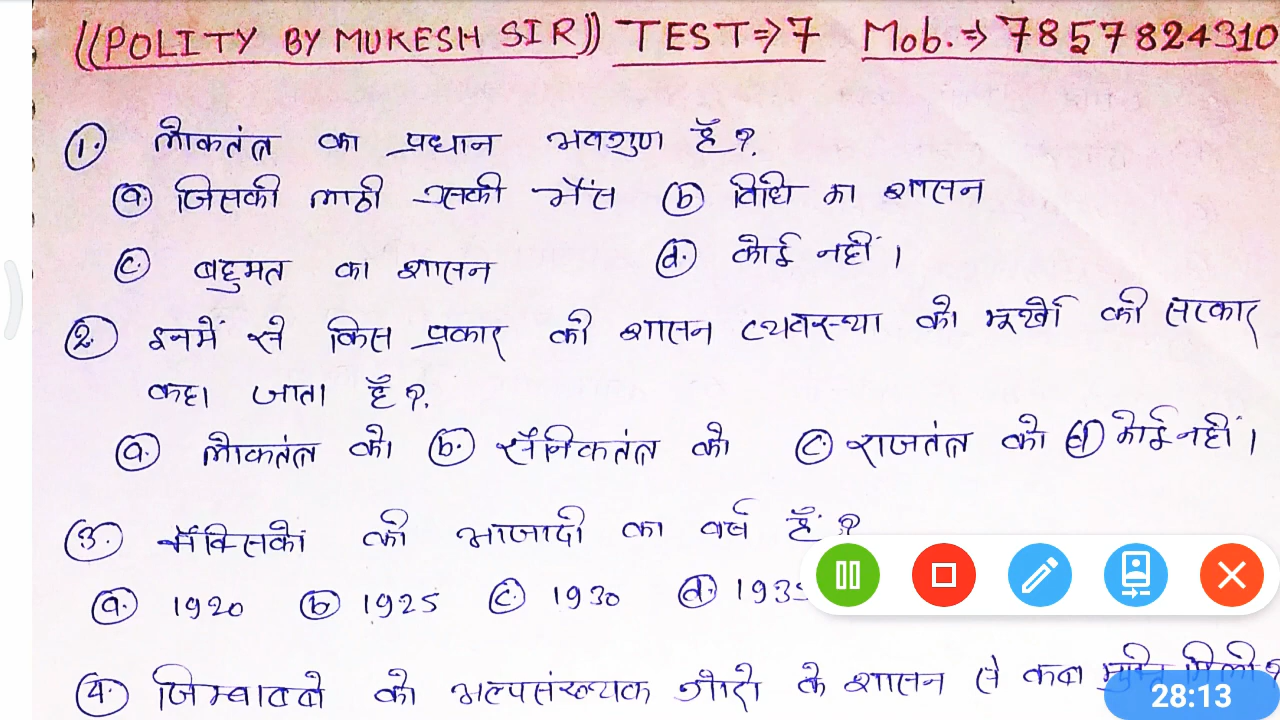 ((POLITY BY MUKESH SIR)) TEST⇒7 Mob.⇒7857824310
1. लोकतंत्र का प्रधान अवगुण है?
a. जिसकी लाठी उसकी भैंस b विधि का शासन
c. बहुमत का शासन d. कोई नहीं।
2. इनमें से किस प्रकार की शासन व्यवस्था को मूर्खों की सरकार
कहा जाता है?
a. लोकतंत्र को b. सैनिकतंत्र को c राजतंत्र को d कोई नहीं।
3. मैक्सिको की आजादी का वर्ष है?
a. 1920 b 1925 c 1930 d. 193
4. जिम्बाब्वे को अल्पसंख्यक गोरो के शासन से कब मुक्ति मिली?
28:13